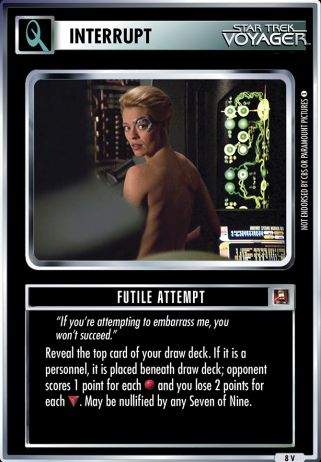 INTERRUPT
STAR TREK
VOYAGER
NOT ENDORSED BY CBS OR PARAMOUNT PICTURES
FUTILE ATTEMPT
"If you're attempting to embarrass me, you
won't succeed."
Reveal the top card of your draw deck. If it is a
personnel, it is placed beneath draw deck; opponent
scores 1 point for each and you lose 2 points for
each . May be nullified by any Seven of Nine.
8 V